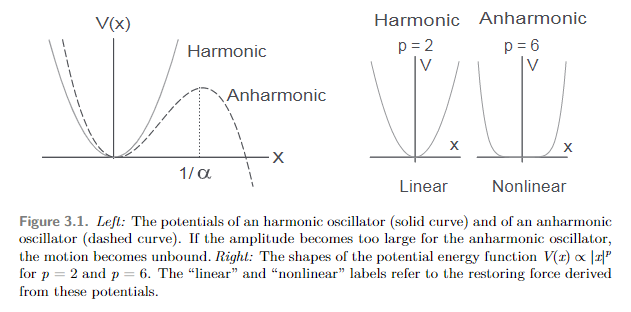 V(x)
Harmonic
Anharmonic
X
1/α
Harmonic Anharmonic
p = 2
p = 6
V
V
X
X
Linear
Nonlinear
Figure 3.1. Left: The potentials of an harmonic oscillator (solid curve) and of an anharmonic
oscillator (dashed curve). If the amplitude becomes too large for the anharmonic oscillator,
the motion becomes unbound. Right: The shapes of the potential energy function V(x) ∝ |x|^p
for p = 2 and p = 6. The “linear” and “nonlinear” labels refer to the restoring force derived
from these potentials.